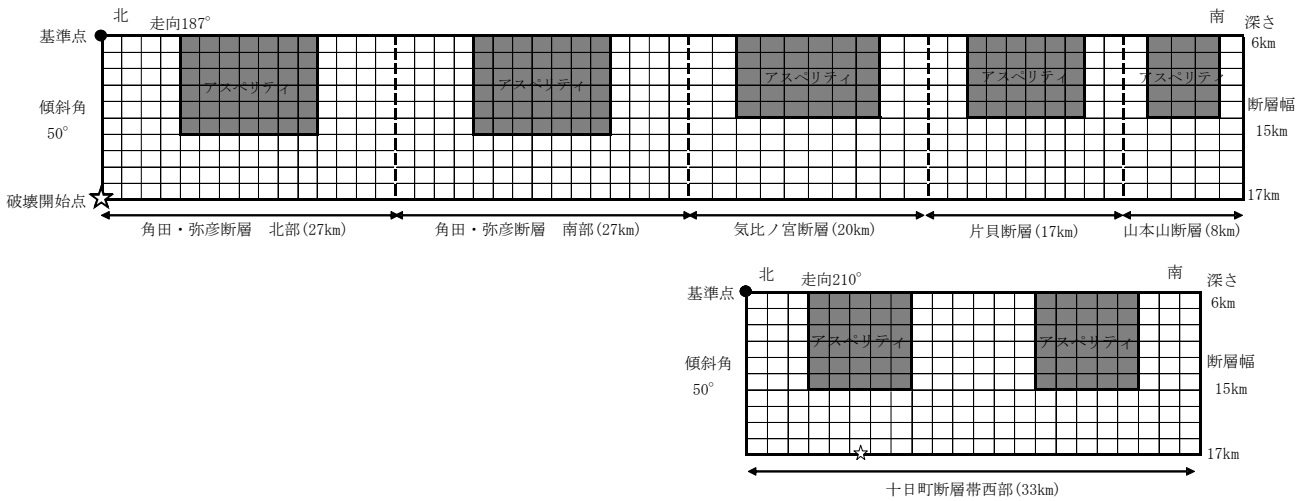 北 走向187° 南 深さ
基準点 6km
アスペリティ アスペリティ アスペリティ アスペリティ アスペリティ
傾斜角 断層幅
50° 15km
破壊開始点 17km
角田・弥彦断層 北部(27km) 角田・弥彦断層 南部(27km) 気比ノ宮断層(20km) 片貝断層(17km) 山本山断層(8km)
北 走向210° 南 深さ
基準点 6km
アスペリティ アスペリティ
傾斜角 断層幅
50° 15km
17km
十日町断層帯西部(33km)